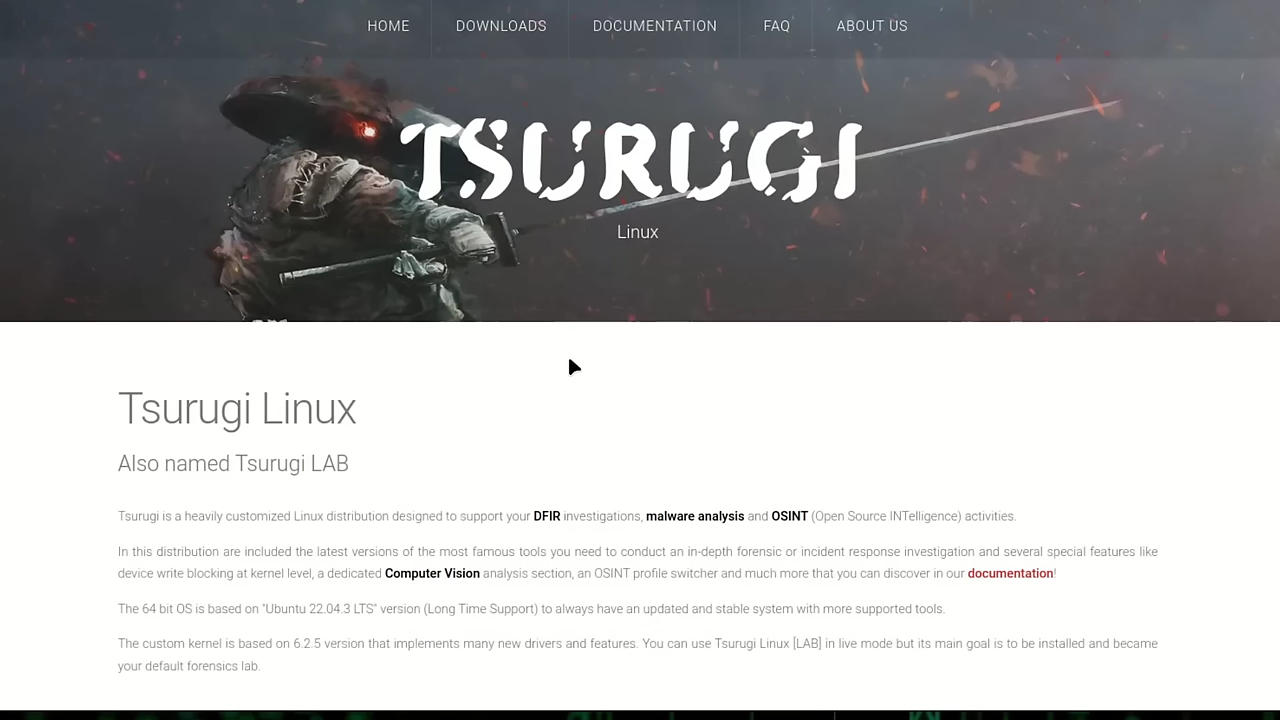 HOME DOWNLOADS DOCUMENTATION FAQ ABOUT US
TSURUGI
Linux
Tsurugi Linux
Also named Tsurugi LAB
Tsurugi is a heavily customized Linux distribution designed to support your DFIR investigations, malware analysis and OSINT (Open Source INTelligence) activities.
In this distribution are included the latest versions of the most famous tools you need to conduct an in-depth forensic or incident response investigation and several special features like
device write blocking at kernel level, a dedicated Computer Vision analysis section, an OSINT profile switcher and much more that you can discover in our documentation!
The 64 bit OS is based on "Ubuntu 22.04.3 LTS" version (Long Time Support) to always have an updated and stable system with more supported tools.
The custom kernel is based on 6.2.5 version that implements many new drivers and features. You can use Tsurugi Linux [LAB] in live mode but its main goal is to be installed and became
your default forensics lab.